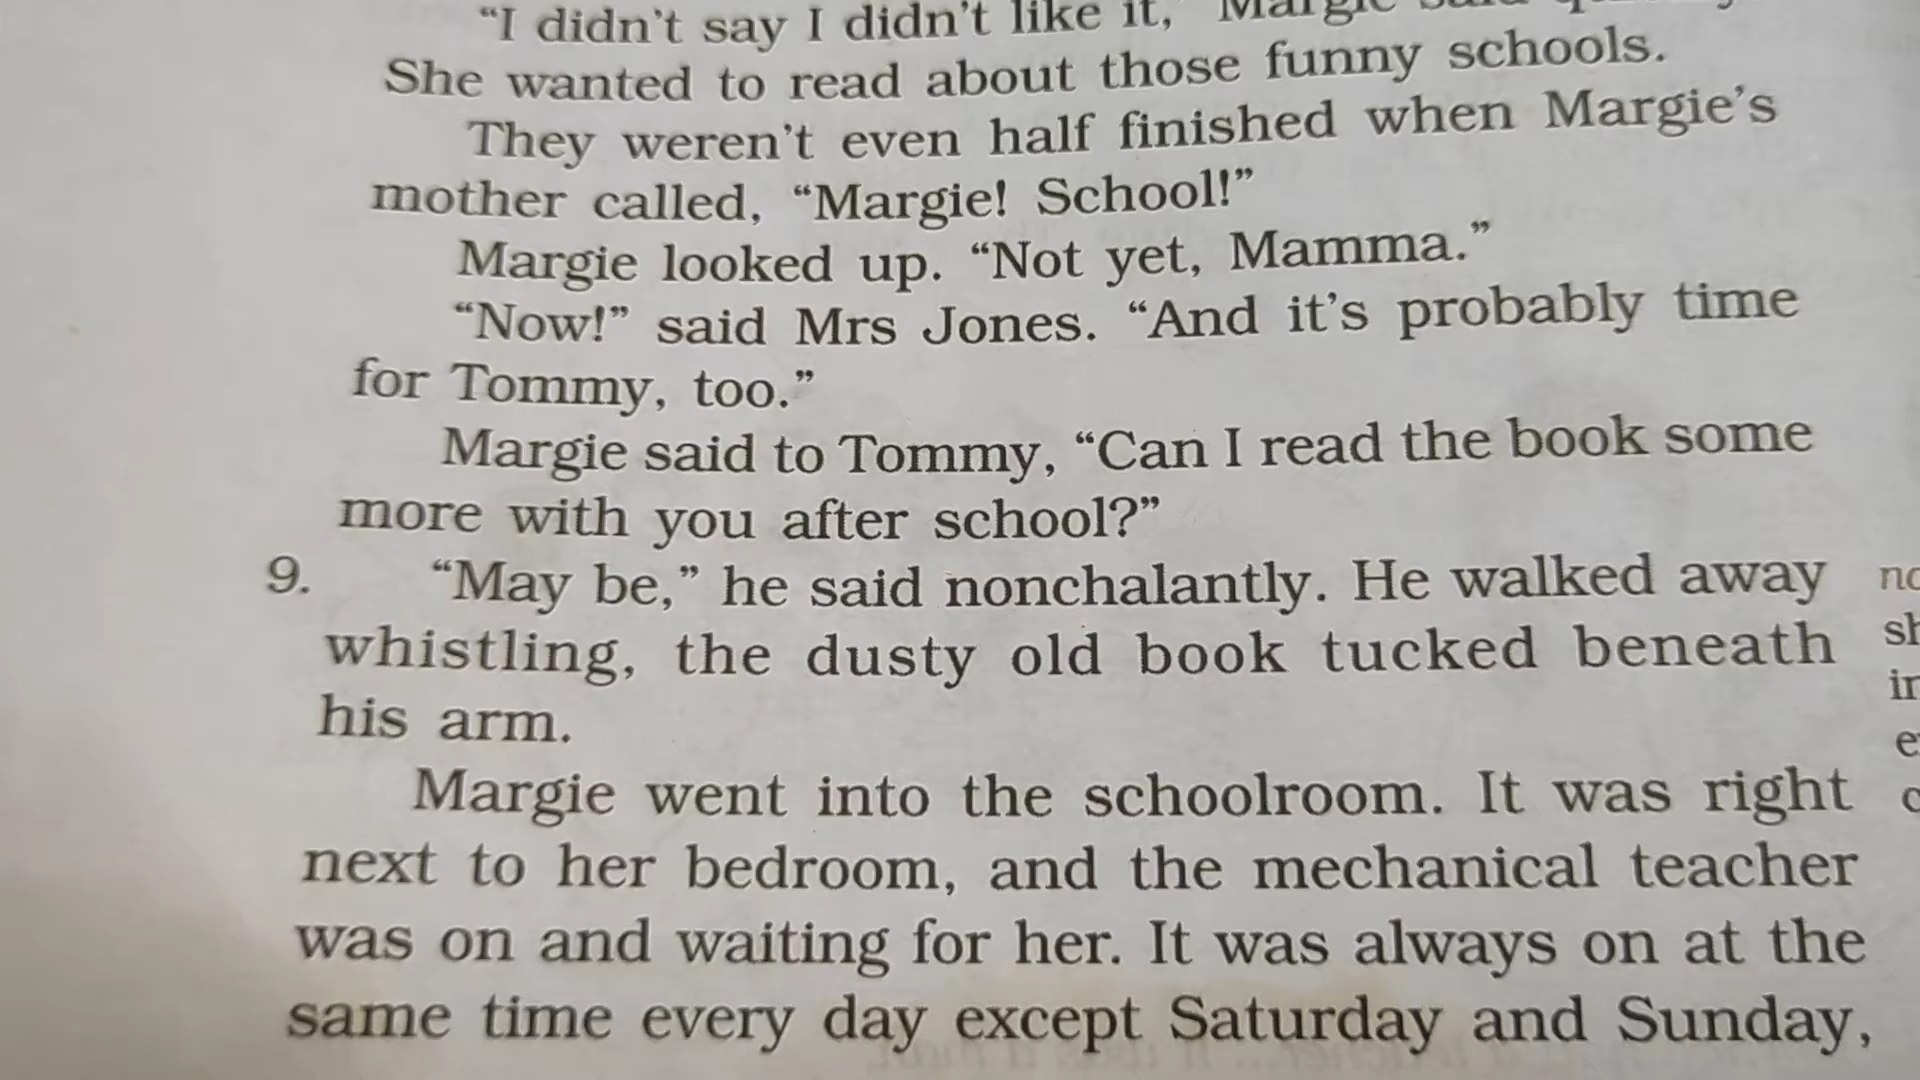 “I didn’t say I didn’t like it,” Margie said
She wanted to read about those funny schools.
They weren’t even half finished when Margie’s
mother called, “Margie! School!”
Margie looked up. “Not yet, Mamma.”
“Now!” said Mrs Jones. “And it’s probably time
for Tommy, too.”
Margie said to Tommy, “Can I read the book some
more with you after school?”
9. “May be,” he said nonchalantly. He walked away
whistling, the dusty old book tucked beneath
his arm.
Margie went into the schoolroom. It was right
next to her bedroom, and the mechanical teacher
was on and waiting for her. It was always on at the
same time every day except Saturday and Sunday,